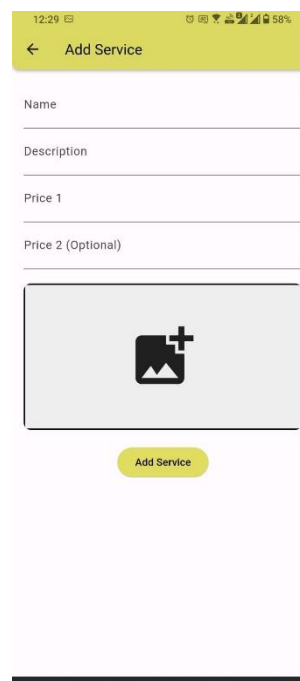 12:29 58%
Add Service
Name
Description
Price 1
Price 2 (Optional)
Add Service